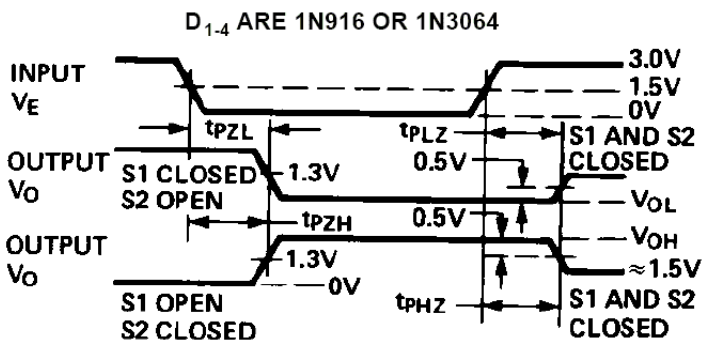 D1-4 ARE 1N916 OR 1N3064
INPUT
VE
3.0V
1.5V
0V
tPZL
tPLZ
S1 AND S2
CLOSED
OUTPUT
VO
S1 CLOSED
S2 OPEN
1.3V
0.5V
VOL
tPZH
0.5V
VOH
OUTPUT
VO
1.3V
0V
≈1.5V
S1 OPEN
S2 CLOSED
tPHZ
S1 AND S2
CLOSED